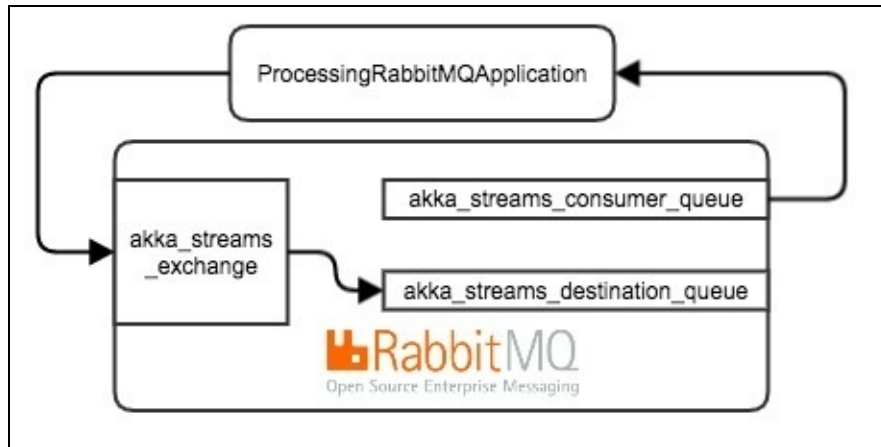 ProcessingRabbitMQApplication
akka_streams_consumer_queue
akka_streams
_exchange
akka_streams_destination_queue
RabbitMQ
Open Source Enterprise Messaging